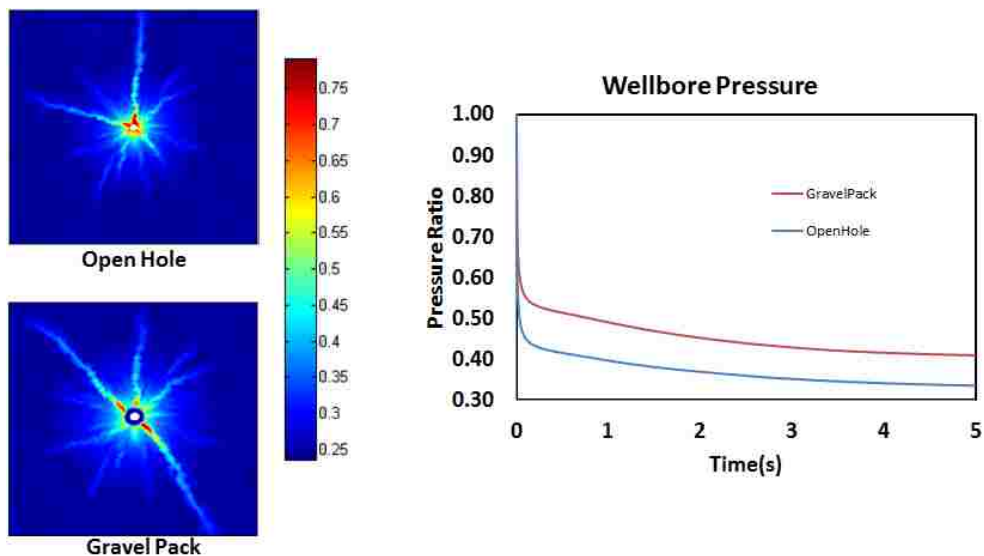 Open Hole
Gravel Pack
0.75
0.7
0.65
0.6
0.55
0.5
0.45
0.4
0.35
0.3
0.25
Wellbore Pressure
Pressure Ratio
1.00
0.90
0.80
0.70
0.60
0.50
0.40
0.30
GravelPack
OpenHole
0 1 2 3 4 5
Time(s)